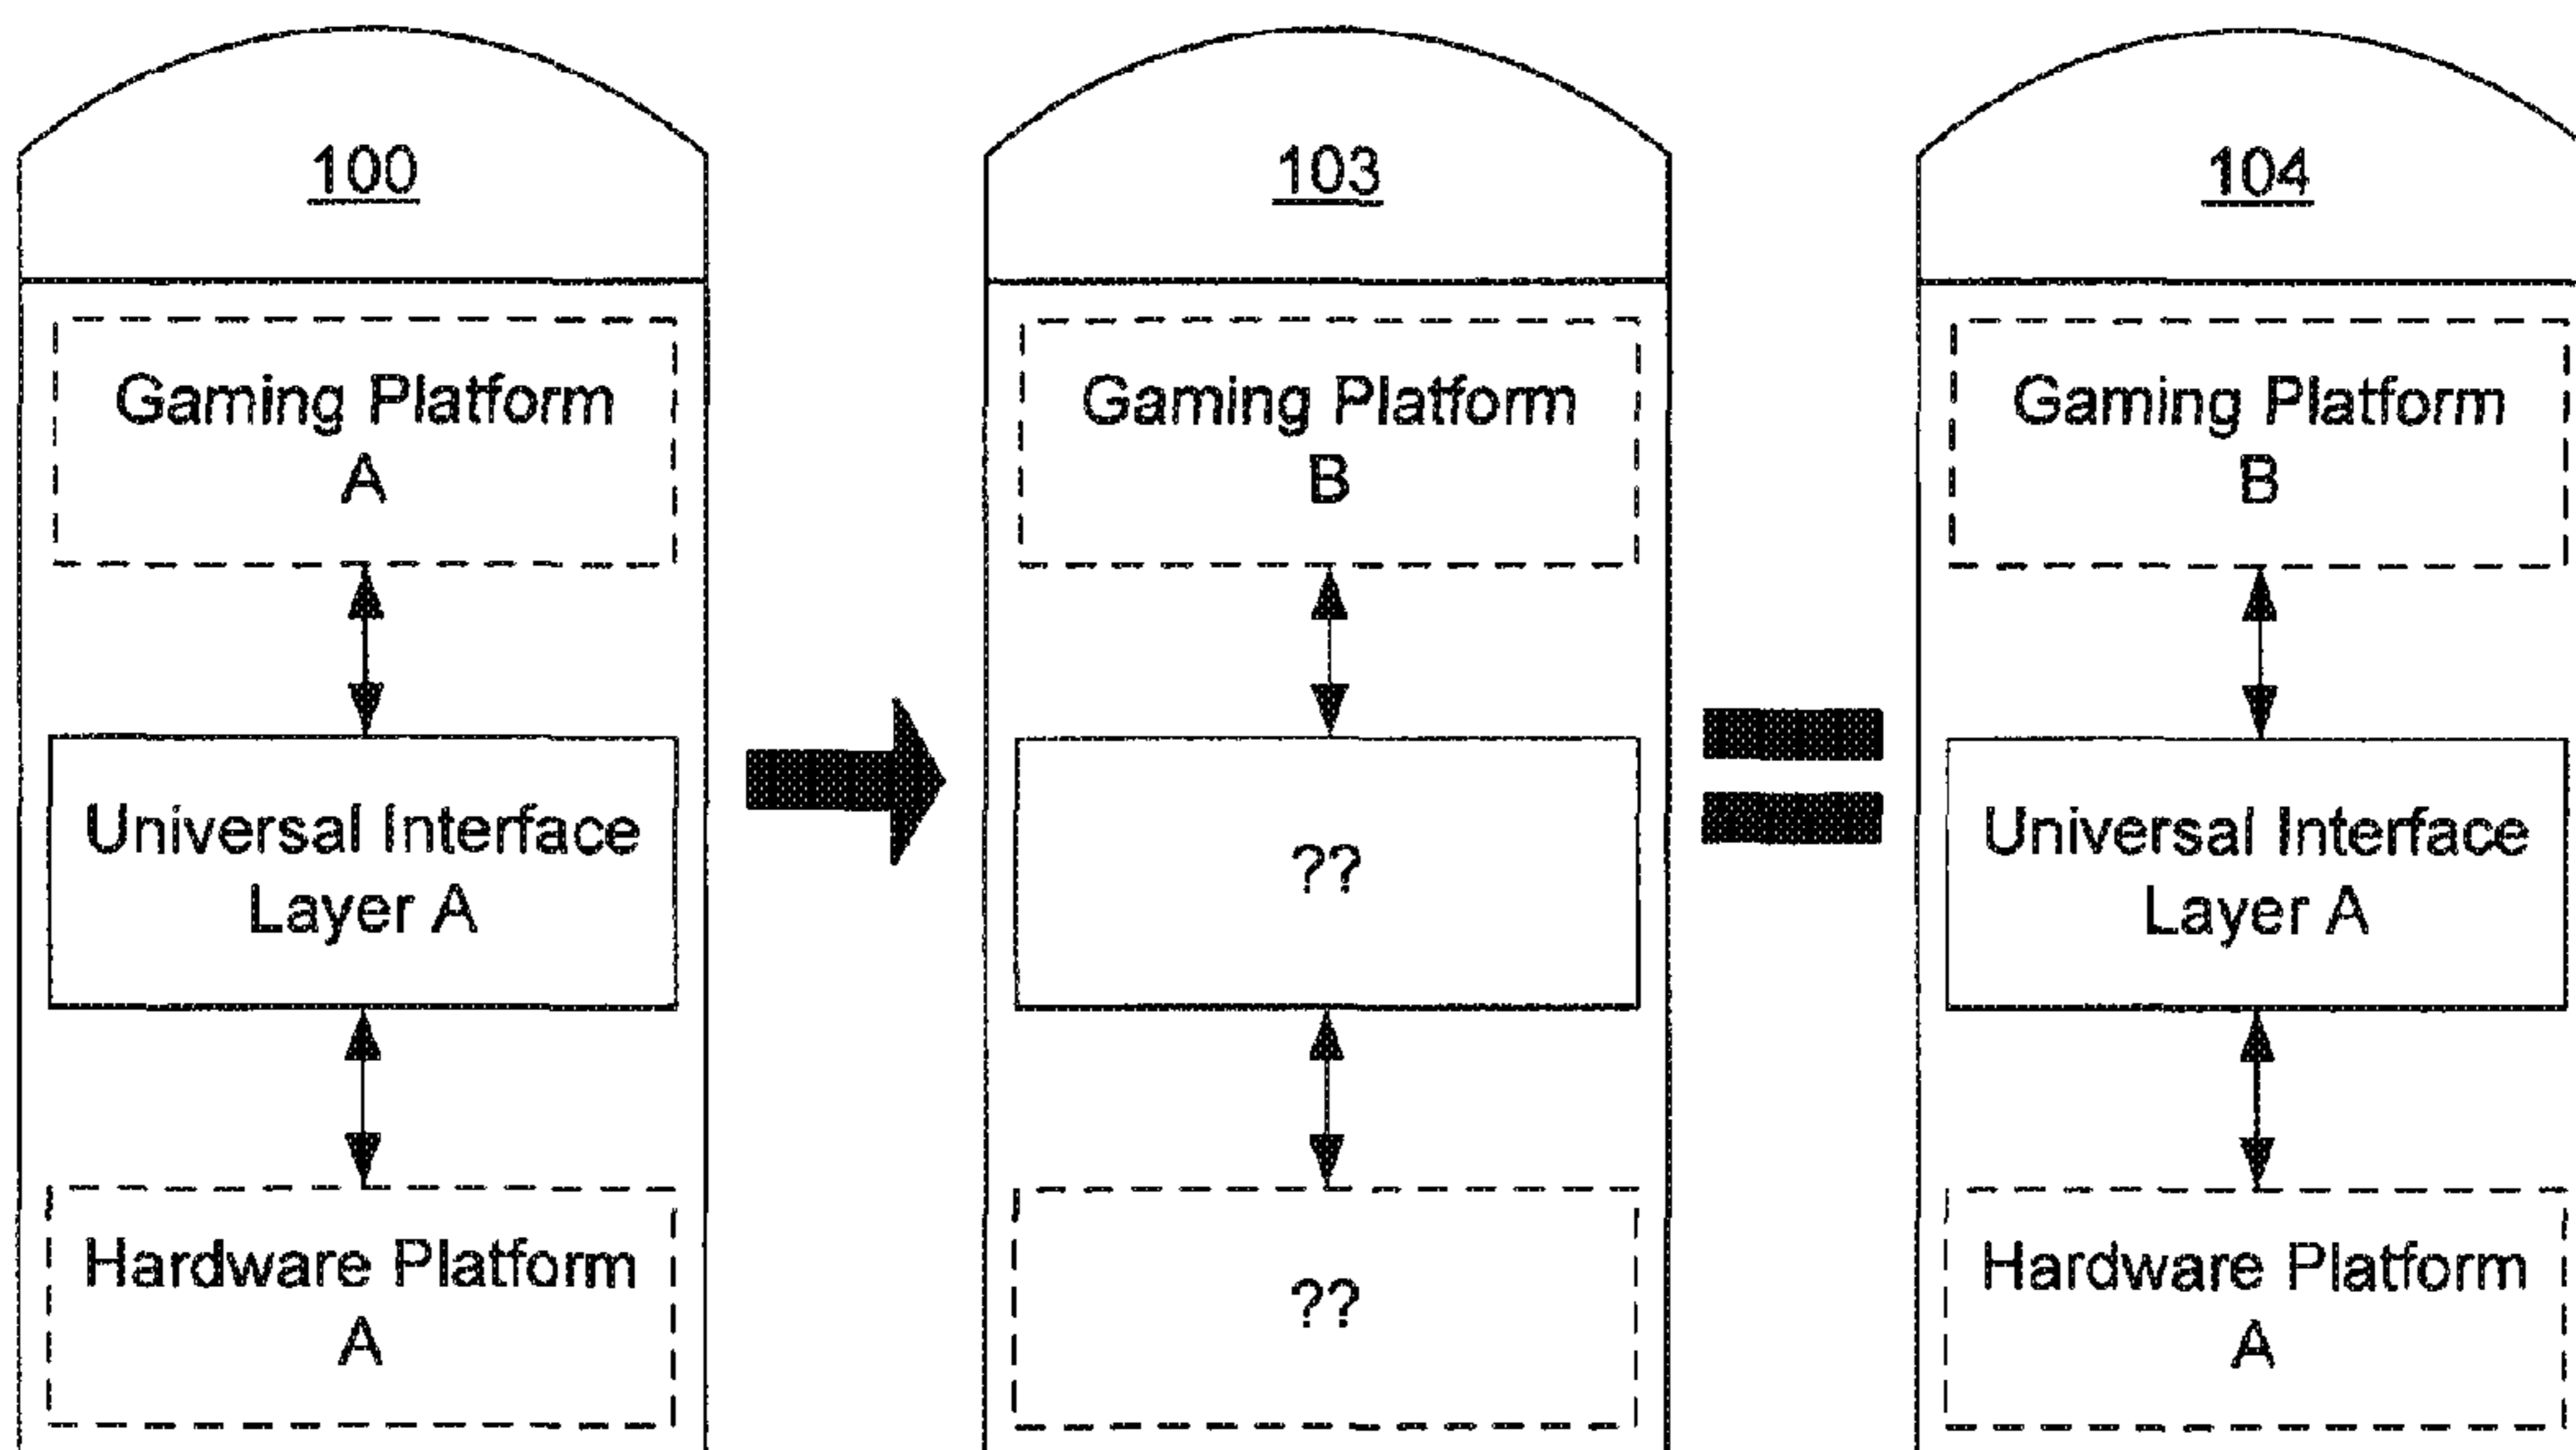 100
Gaming Platform
A
Universal Interface
Layer A
Hardware Platform
A
103
Gaming Platform
B
??
??
104
Gaming Platform
B
Universal Interface
Layer A
Hardware Platform
A